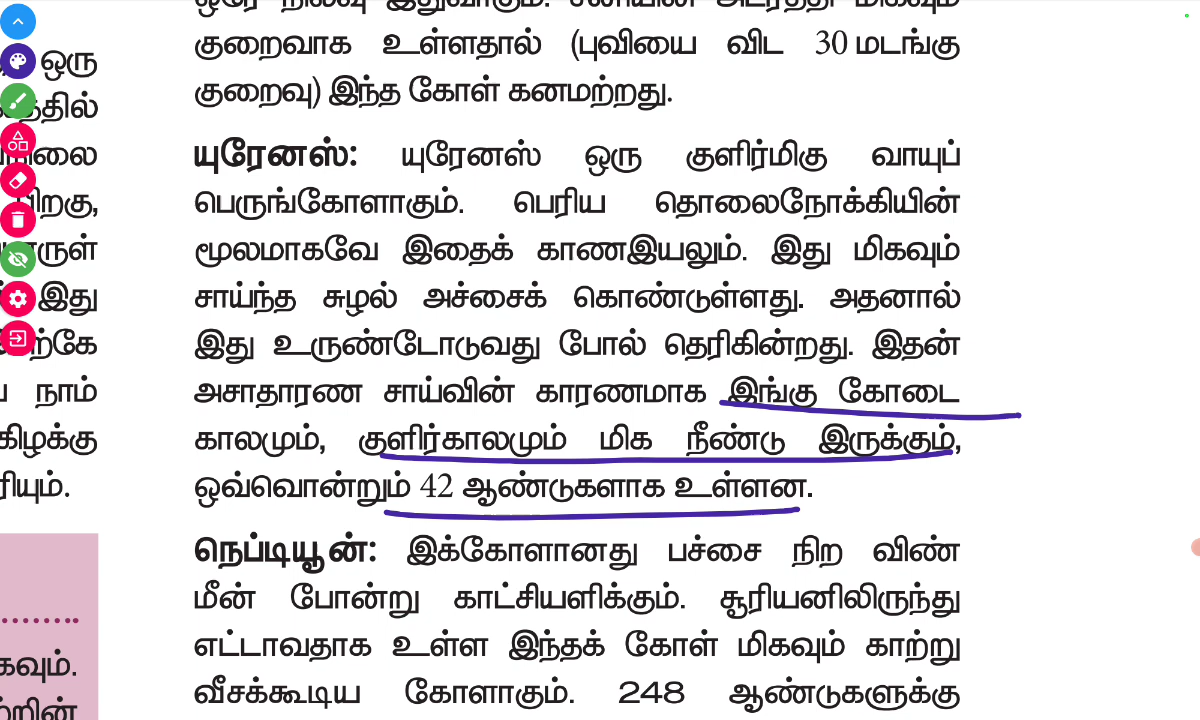 ஒரு
குறைவாக உள்ளதால் (புவியை விட 30 மடங்கு
குறைவு) இந்த கோள் கனமற்றது.
யுரேனஸ்: யுரேனஸ் ஒரு குளிர்மிகு வாயுப்
பெருங்கோளாகும். பெரிய தொலைநோக்கியின்
மூலமாகவே இதைக் காணஇயலும். இது மிகவும்
சாய்ந்த சுழல் அச்சைக் கொண்டுள்ளது. அதனால்
இது உருண்டோடுவது போல் தெரிகின்றது. இதன்
அசாதாரண சாய்வின் காரணமாக இங்கு கோடை
காலமும், குளிர்காலமும் மிக நீண்டு இருக்கும்,
ஒவ்வொன்றும் 42 ஆண்டுகளாக உள்ளன.
நெப்டியூன்: இக்கோளானது பச்சை நிற விண்
மீன் போன்று காட்சியளிக்கும். சூரியனிலிருந்து
எட்டாவதாக உள்ள இந்தக் கோள் மிகவும் காற்று
வீசக்கூடிய கோளாகும். 248 ஆண்டுகளுக்கு
இது
நாம்